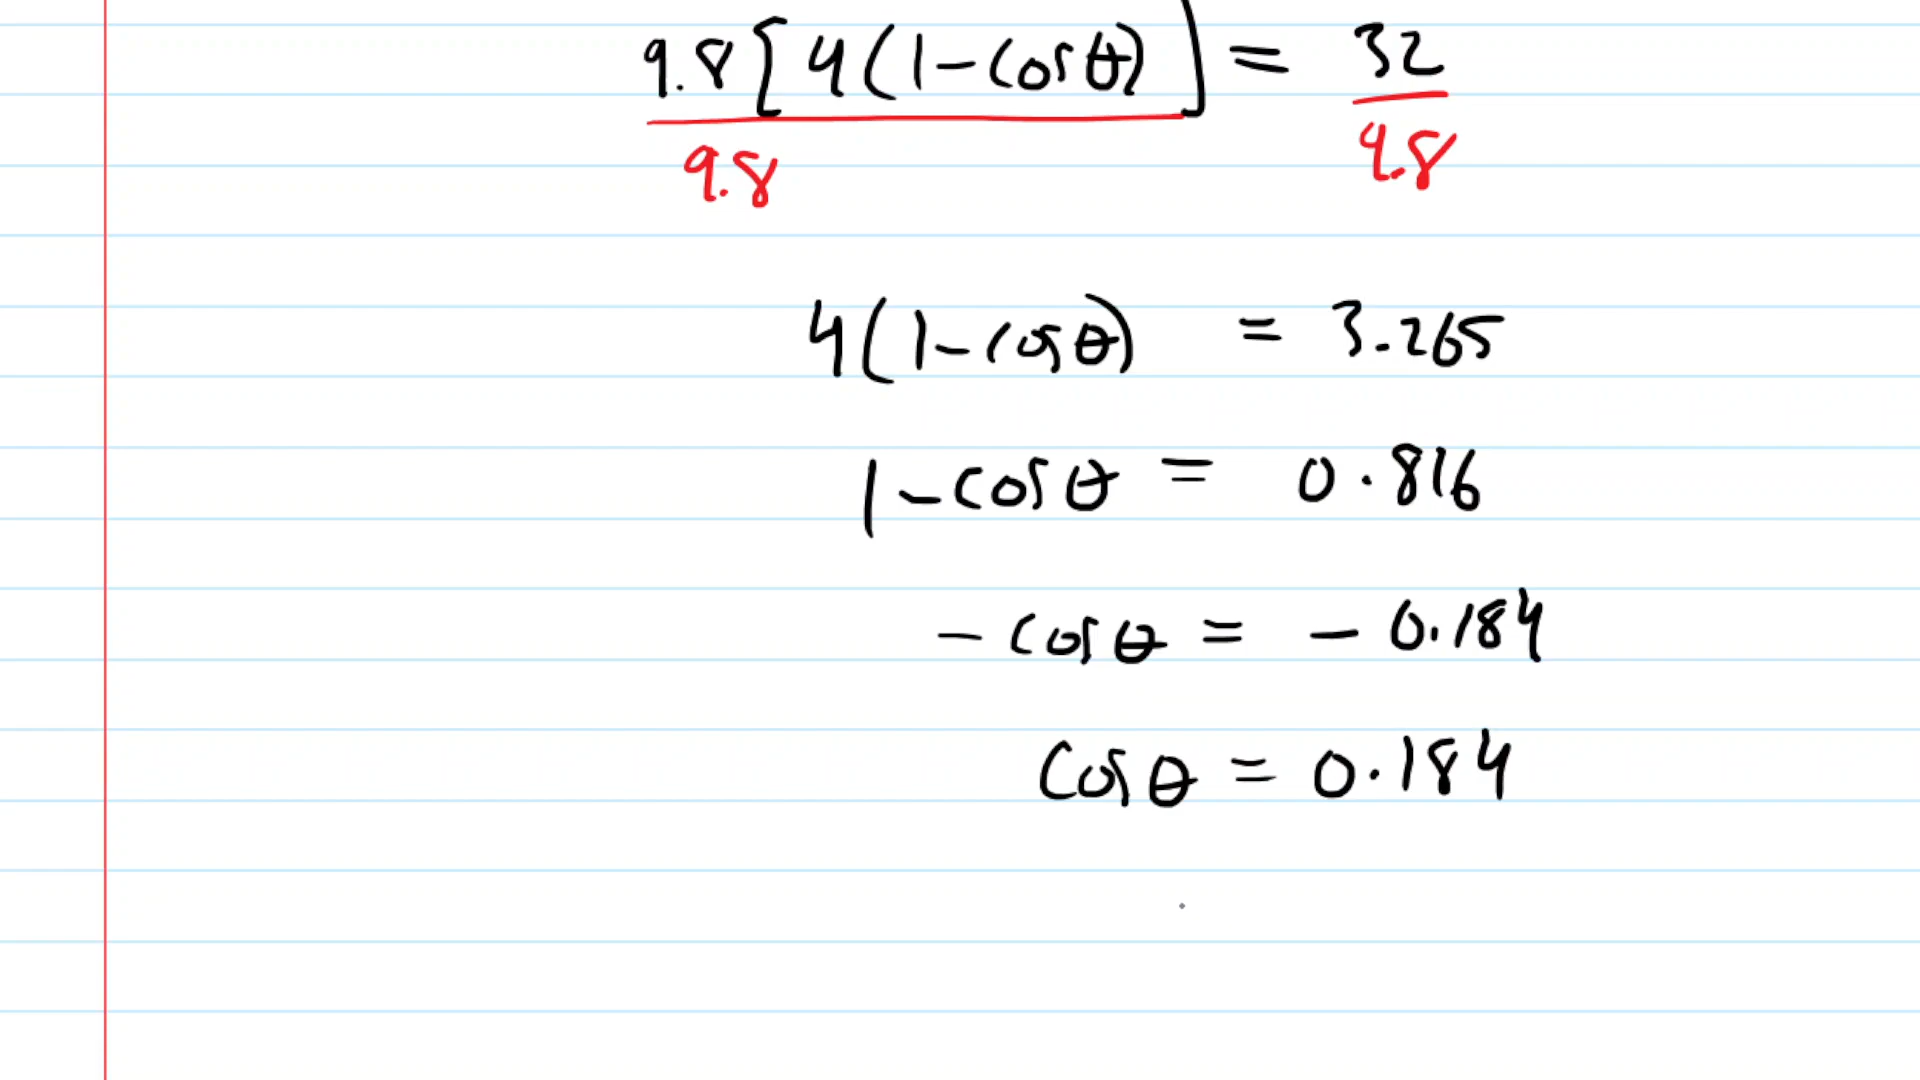 9.8[4(1-cosθ)] = 32
9.8 9.8
4(1-cosθ) = 3.265
1-cosθ = 0.816
- cosθ = - 0.184
cosθ = 0.184